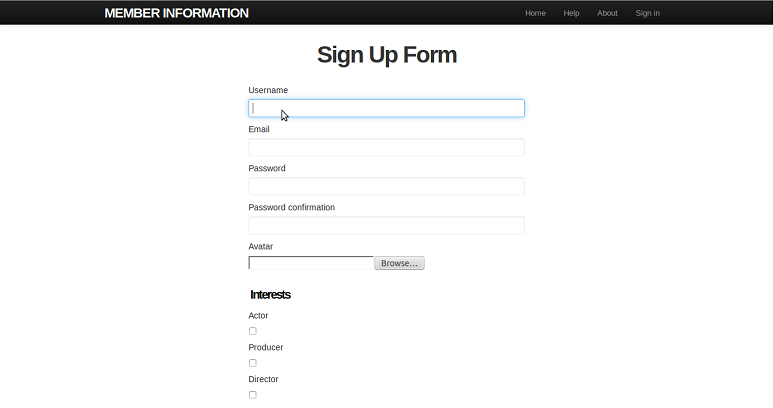 MEMBER INFORMATION Home Help About Sign in
Sign Up Form
Username
Email
Password
Password confirmation
Avatar
Browse...
Interests
Actor
Producer
Director